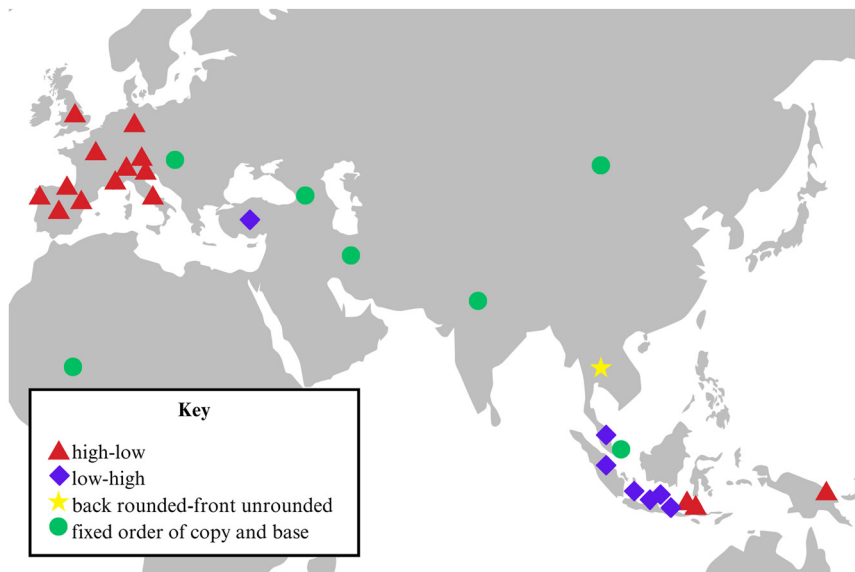 Key
high-low
low-high
back rounded-front unrounded
fixed order of copy and base